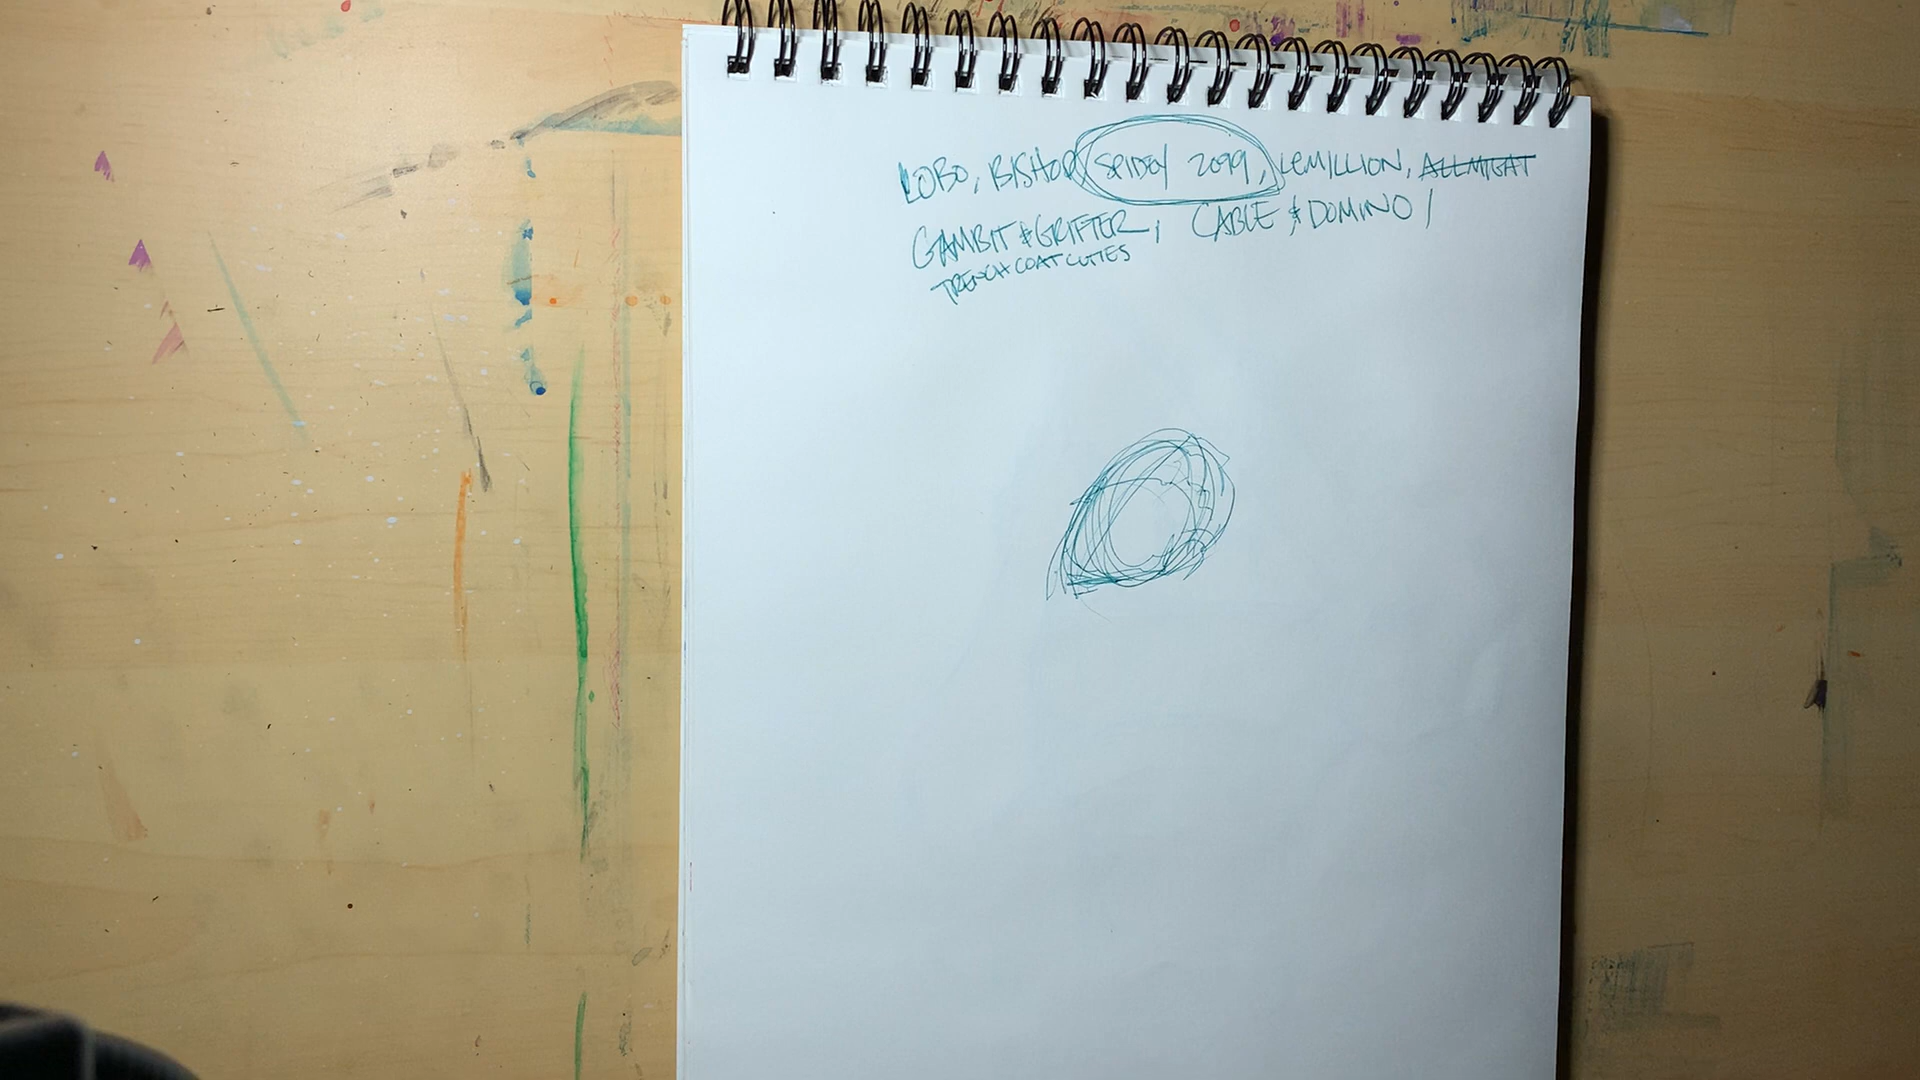 LOBO, BISHOP, SPIDEY 2099, LEMILLION, ALLMIGHT
GAMBIT & GRIFTER, CABLE & DOMINO,
TRENCH COAT CUTIES